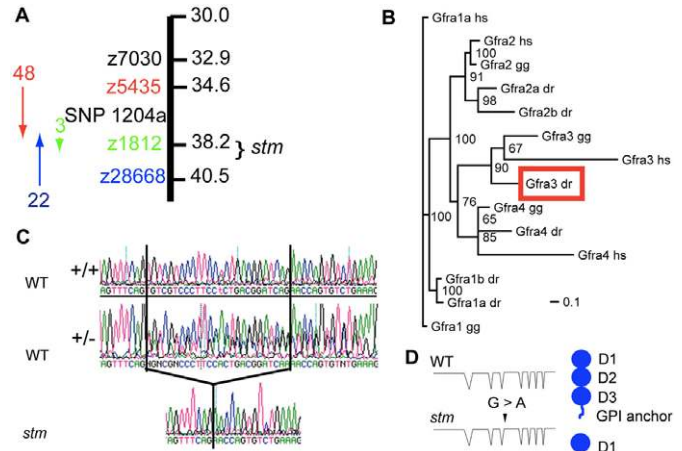 A
30.0
z7030
32.9
48
z5435
34.6
SNP 1204a
3
z1812
38.2
} stm
z28668
40.5
22
B
Gfra1a hs
Gfra2 hs
100
Gfra2 gg
91
Gfra2a dr
98
Gfra2b dr
100
Gfra3 gg
67
Gfra3 hs
90
Gfra3 dr
76
Gfra4 gg
65
100
Gfra4 dr
85
Gfra4 hs
Gfra1b dr
100
Gfra1a dr
0.1
Gfra1 gg
C
WT
+/+
WT
+/-
stm
AGTTTCAGAACCAGTGTCTGAAAG
D
WT
D1
D2
G > A
D3
GPI anchor
stm
D1